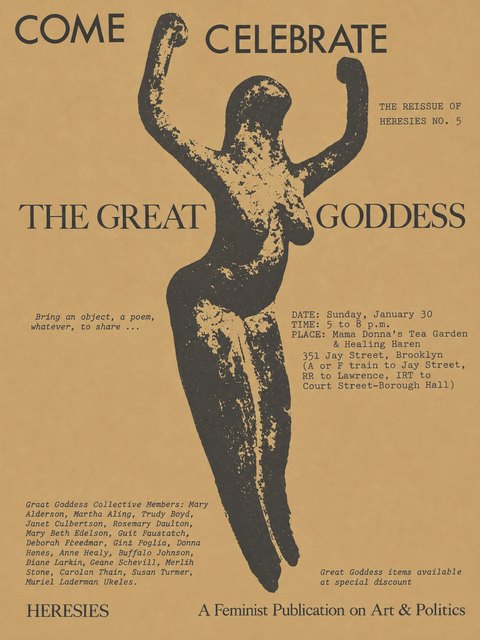 COME CELEBRATE
THE REISSUE OF
HERESIES NO. 5
THE GREAT GODDESS
Bring an object, a poem,
whatever, to share ...
DATE: Sunday, January 30
TIME: 5 to 8 p.m.
PLACE: Mama Donna's Tea Garden
& Healing Haren
351 Jay Street, Brooklyn
(A or F train to Jay Street,
RR to Lawrence, IRT to
Court Street-Borough Hall)
Graat Goddass Collective Members: Mary
Alderson, Martha Aling, Trudy Boyd,
Janet Culbertson, Rosemary Daulton,
Mary Beth Edelson, Guit Paustatch,
Deborah Fteedmar, Gint Poglia, Donna
Henes, Anne Healy, Buffalo Johnson,
Biane Larkin, Geane Schevill, Merlih
Stone, Carolan Thain, Susan Turmer,
Muriel Laderman Ukeles.
Great Goddess items available
at special discount
HERESIES
A Feminist Publication on Art & Politics